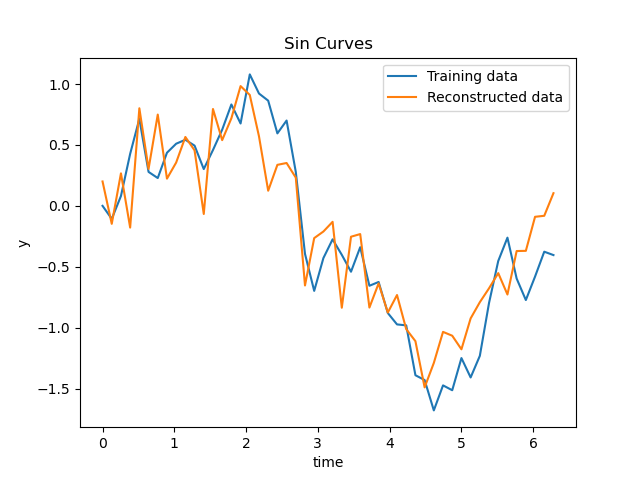 Sin Curves
Training data
Reconstructed data
1.0
0.5
0.0
−0.5
−1.0
−1.5
y
0 1 2 3 4 5 6
time